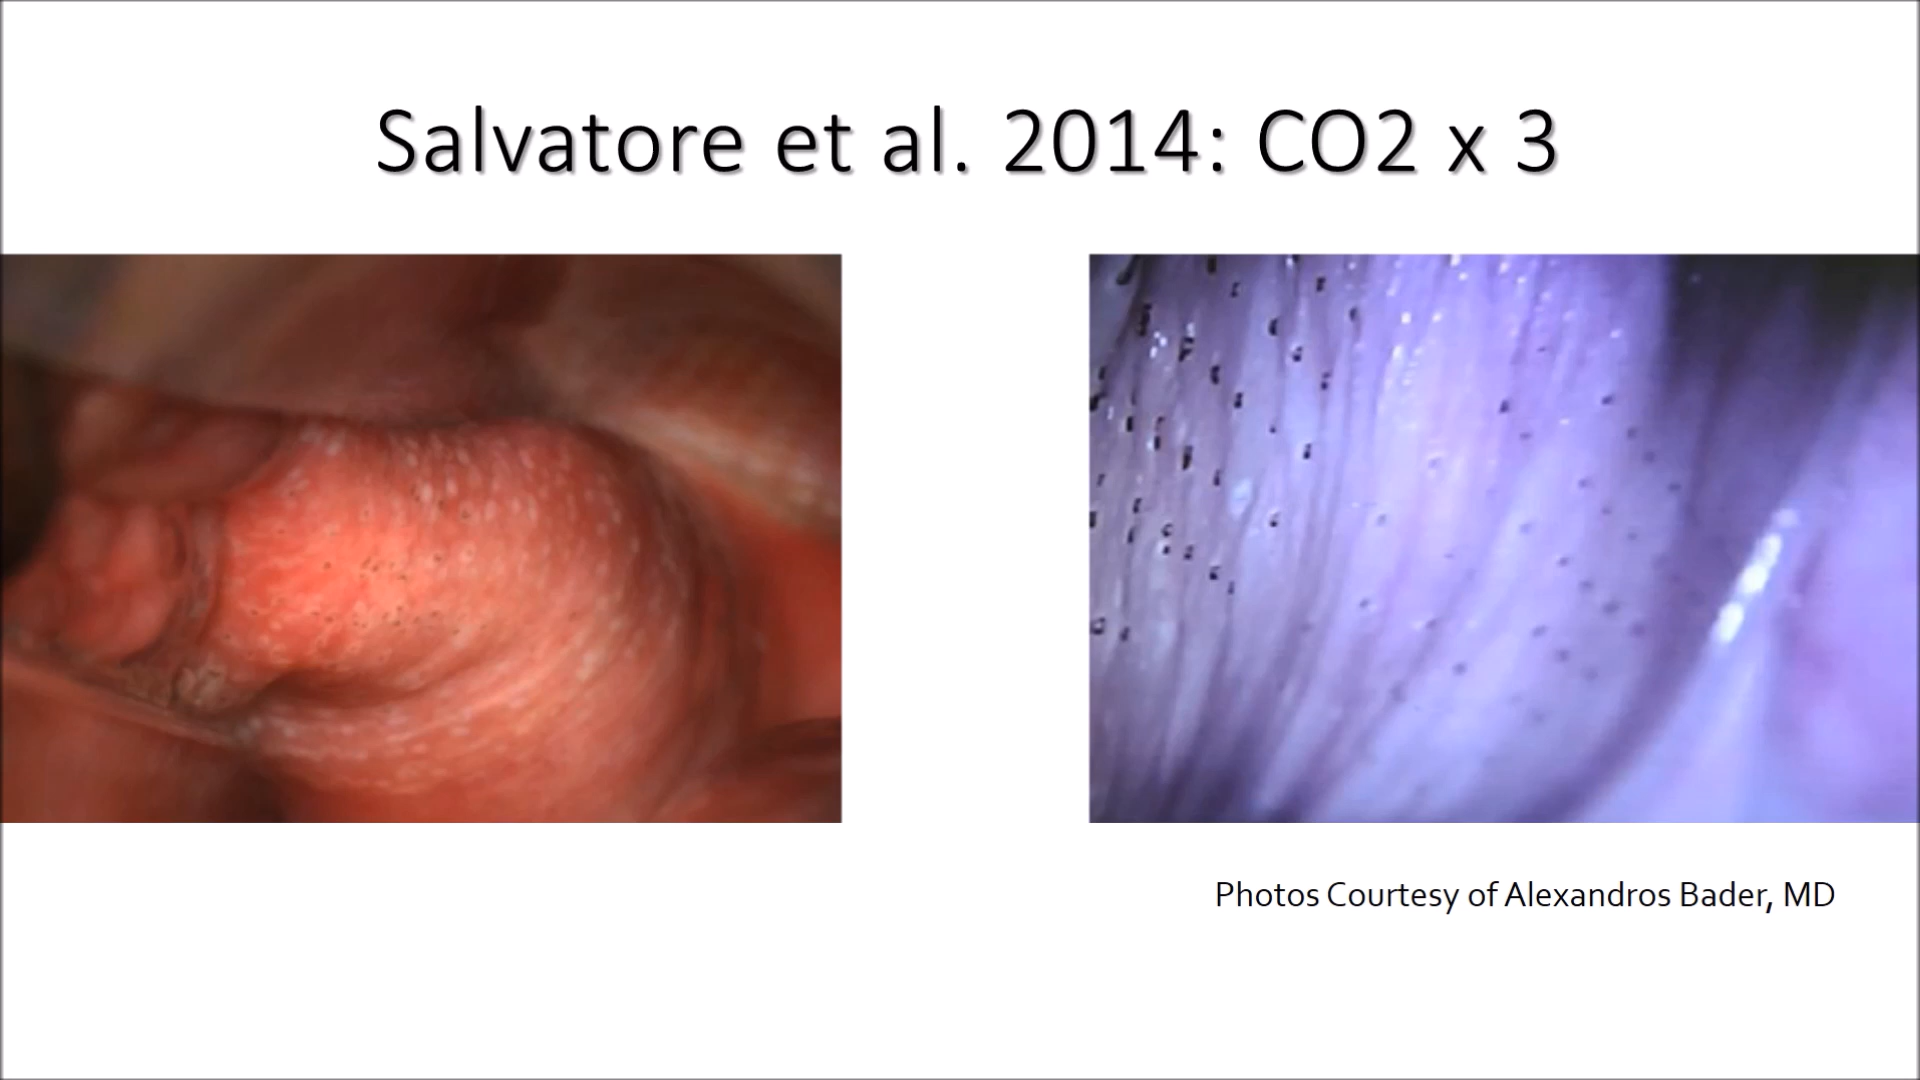 Salvatore et al. 2014: CO2 x 3
Photos Courtesy of Alexandros Bader, MD